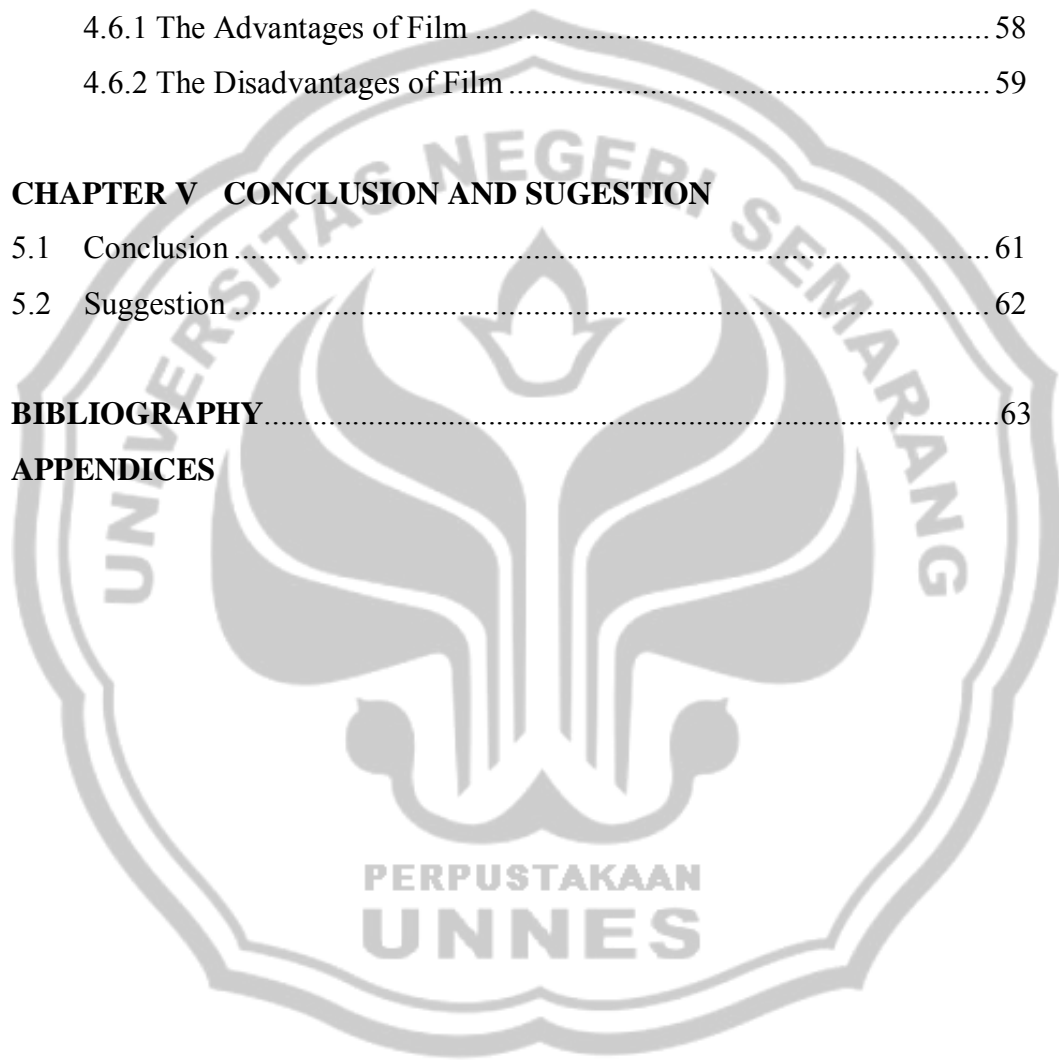 4.6.1 The Advantages of Film ........................................................................... 58
4.6.2 The Disadvantages of Film ...................................................................... 59
CHAPTER V CONCLUSION AND SUGESTION
5.1 Conclusion .............................................................................................................. 61
5.2 Suggestion .............................................................................................................. 62
BIBLIOGRAPHY.............................................................................................................63
APPENDICES
UNIVERSITAS NEGERI SEMARANG
PERPUSTAKAAN
UNNES